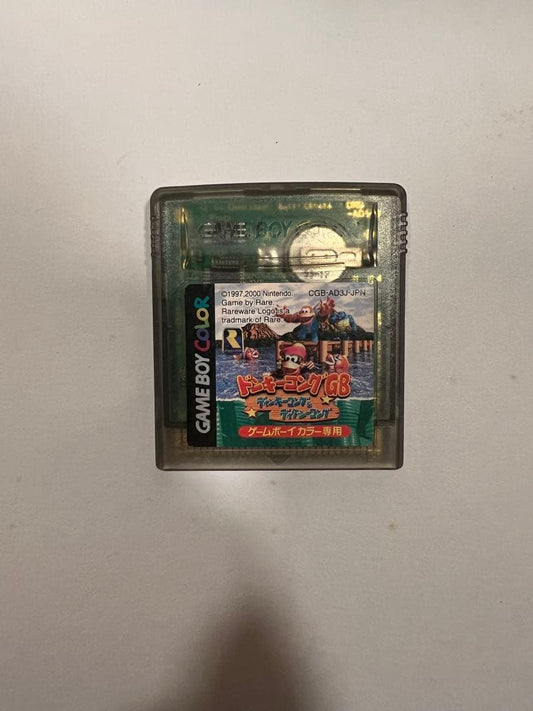 GAME BOY
©1997,2000 Nintendo.
Game by Rare.
Rareware Logo is a
trademark of Rare.
CGB-AD3J-JPN
GAME BOY COLOR
ドンキーコングGB
ディンキーコング&
ディクシーコング
ゲームボーイカラー専用